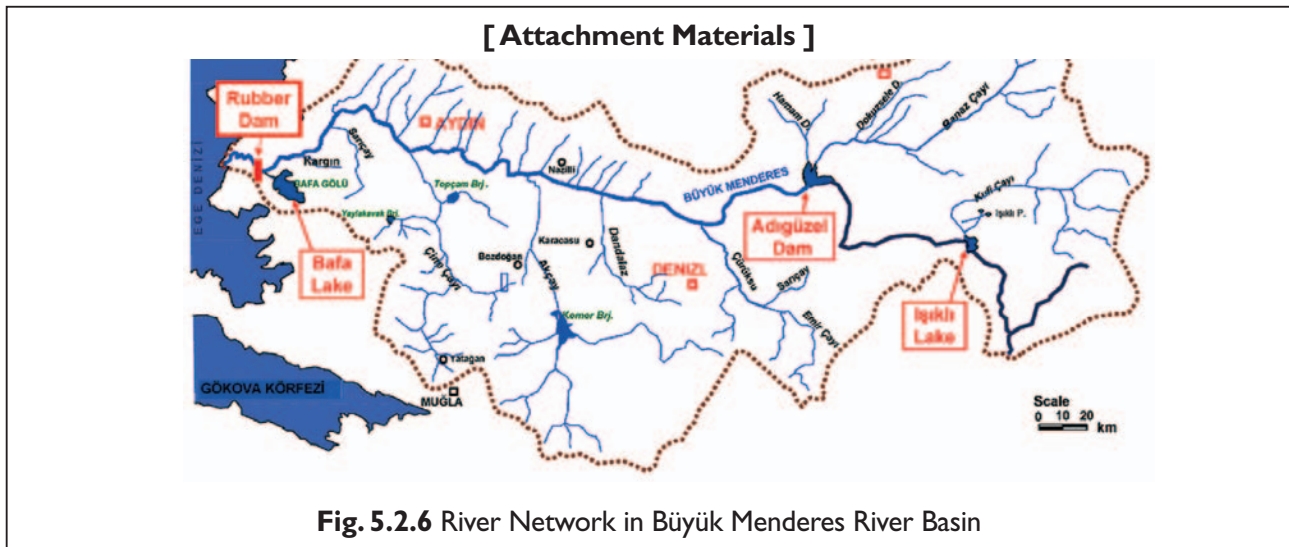 [ Attachment Materials ]
Rubber
Dam
EGE DENİZİ
Sarıçay
Kargın
BAFA GÖLÜ
Bafa
Lake
AYDIN
Topçam Brj.
Yaylakavak Brj.
Çine Çayı
Bozdoğan
Akçay
Kemer Brj.
Yatağan
MUĞLA
GÖKOVA KÖRFEZİ
Nazilli
Karacasu
Dandalaz
DENİZL
BÜYÜK MENDERES
Çürüksu
Sarıçay
Emir Çayı
Adıgüzel
Dam
Hamam D.
Banaz Çayı
Kufi Çayı
Işıklı P.
Işıklı
Lake
Scale
0 10 20
km
Fig. 5.2.6 River Network in Büyük Menderes River Basin